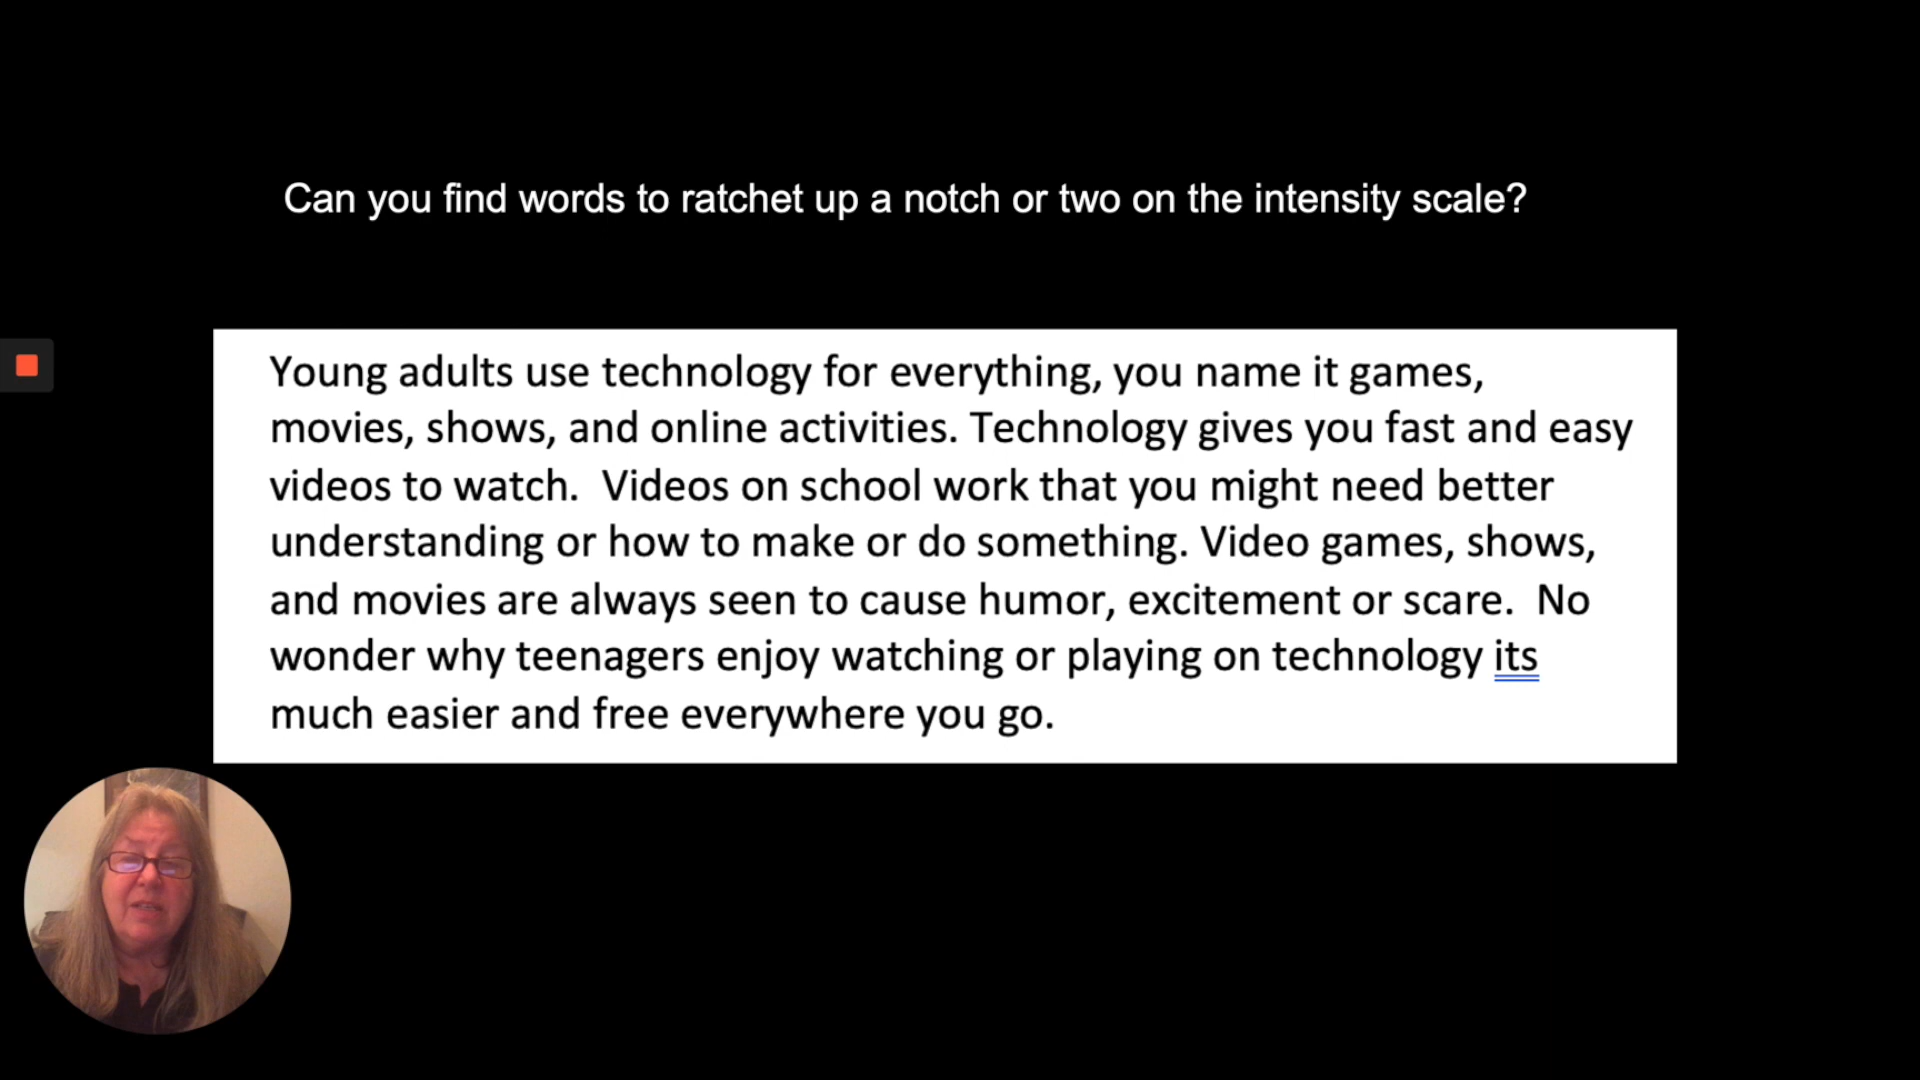 Can you find words to ratchet up a notch or two on the intensity scale?
Young adults use technology for everything, you name it games,
movies, shows, and online activities. Technology gives you fast and easy
videos to watch.  Videos on school work that you might need better
understanding or how to make or do something. Video games, shows,
and movies are always seen to cause humor, excitement or scare.  No
wonder why teenagers enjoy watching or playing on technology its
much easier and free everywhere you go.